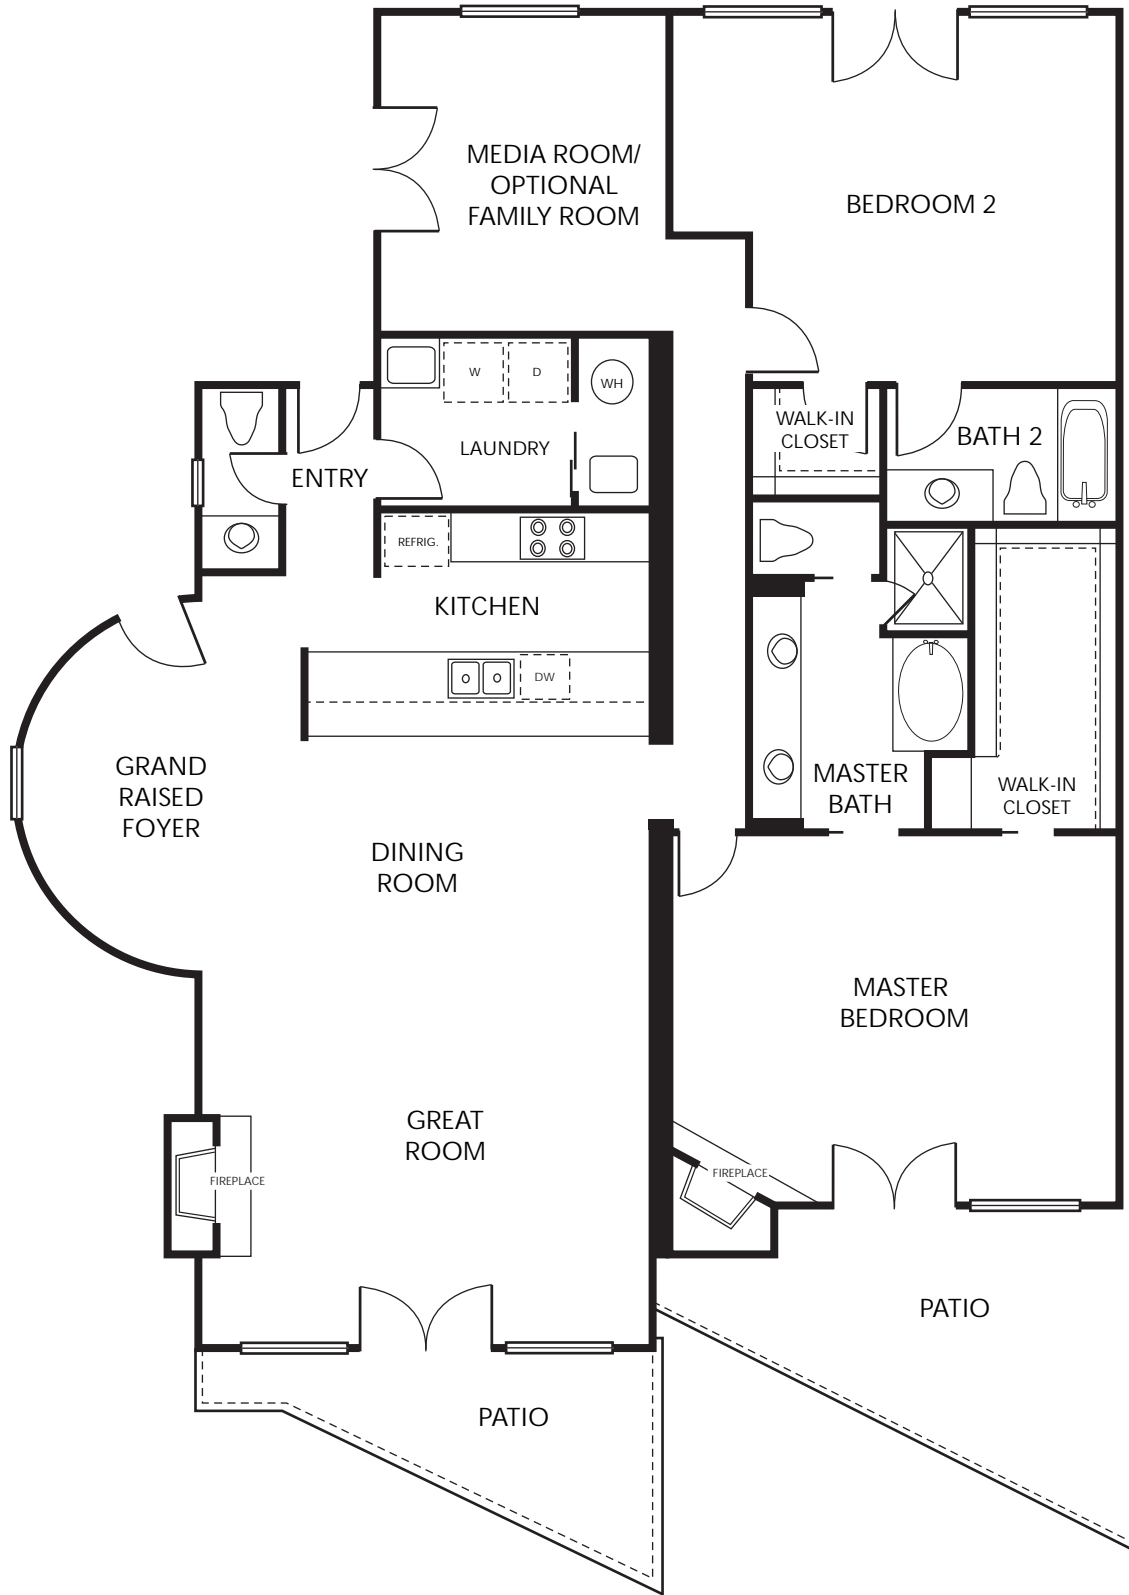 MEDIA ROOM/
OPTIONAL
FAMILY ROOM
BEDROOM 2
W
D
WH
LAUNDRY
WALK-IN
CLOSET
BATH 2
ENTRY
REFRIG.
KITCHEN
DW
GRAND
RAISED
FOYER
MASTER
BATH
WALK-IN
CLOSET
DINING
ROOM
MASTER
BEDROOM
GREAT
ROOM
FIREPLACE
FIREPLACE
PATIO
PATIO